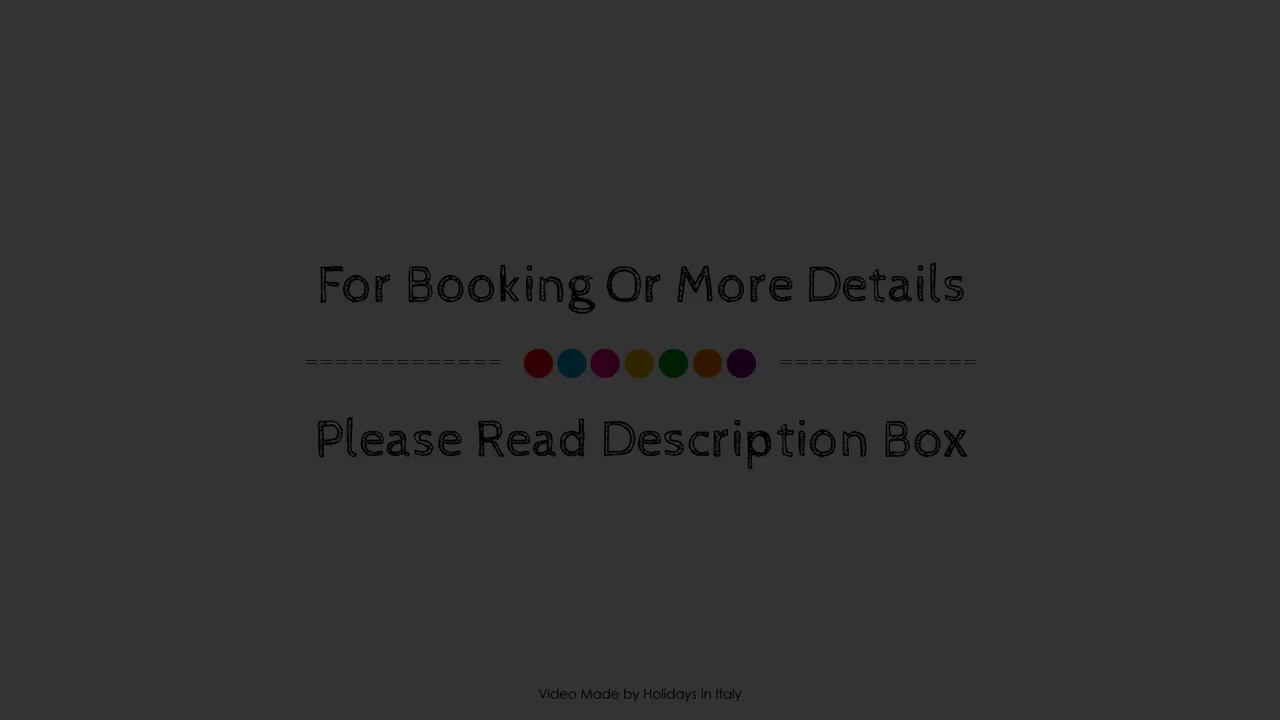 For Booking Or More Details
============= =============
Please Read Description Box
Video Made by Holidays In Italy